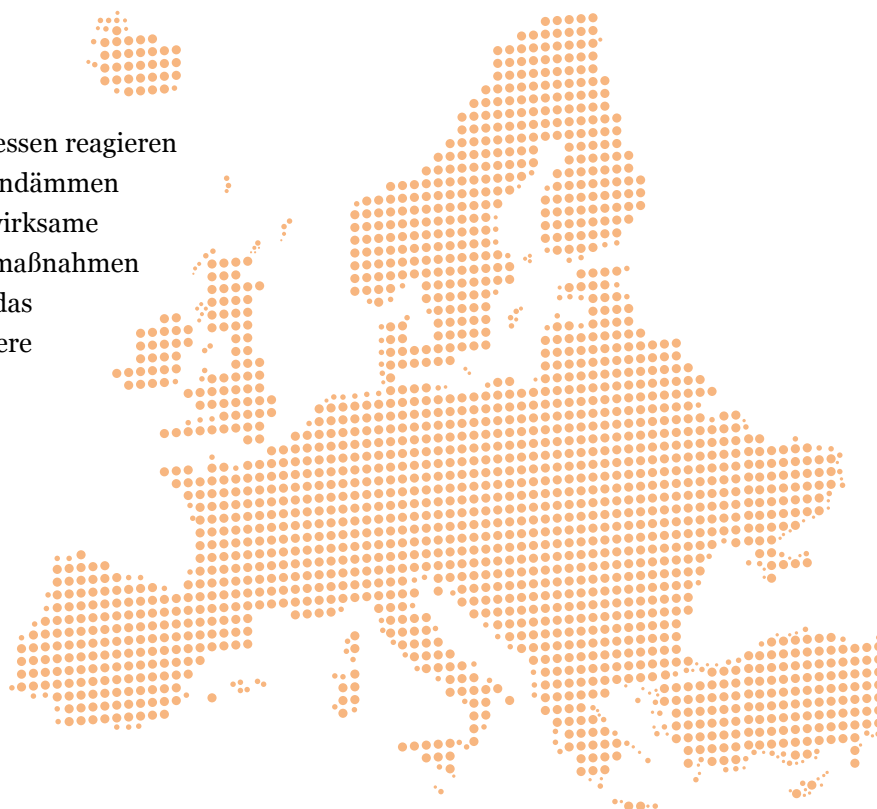 essen reagieren
ndämmen
virksame
maßnahmen
das
ere